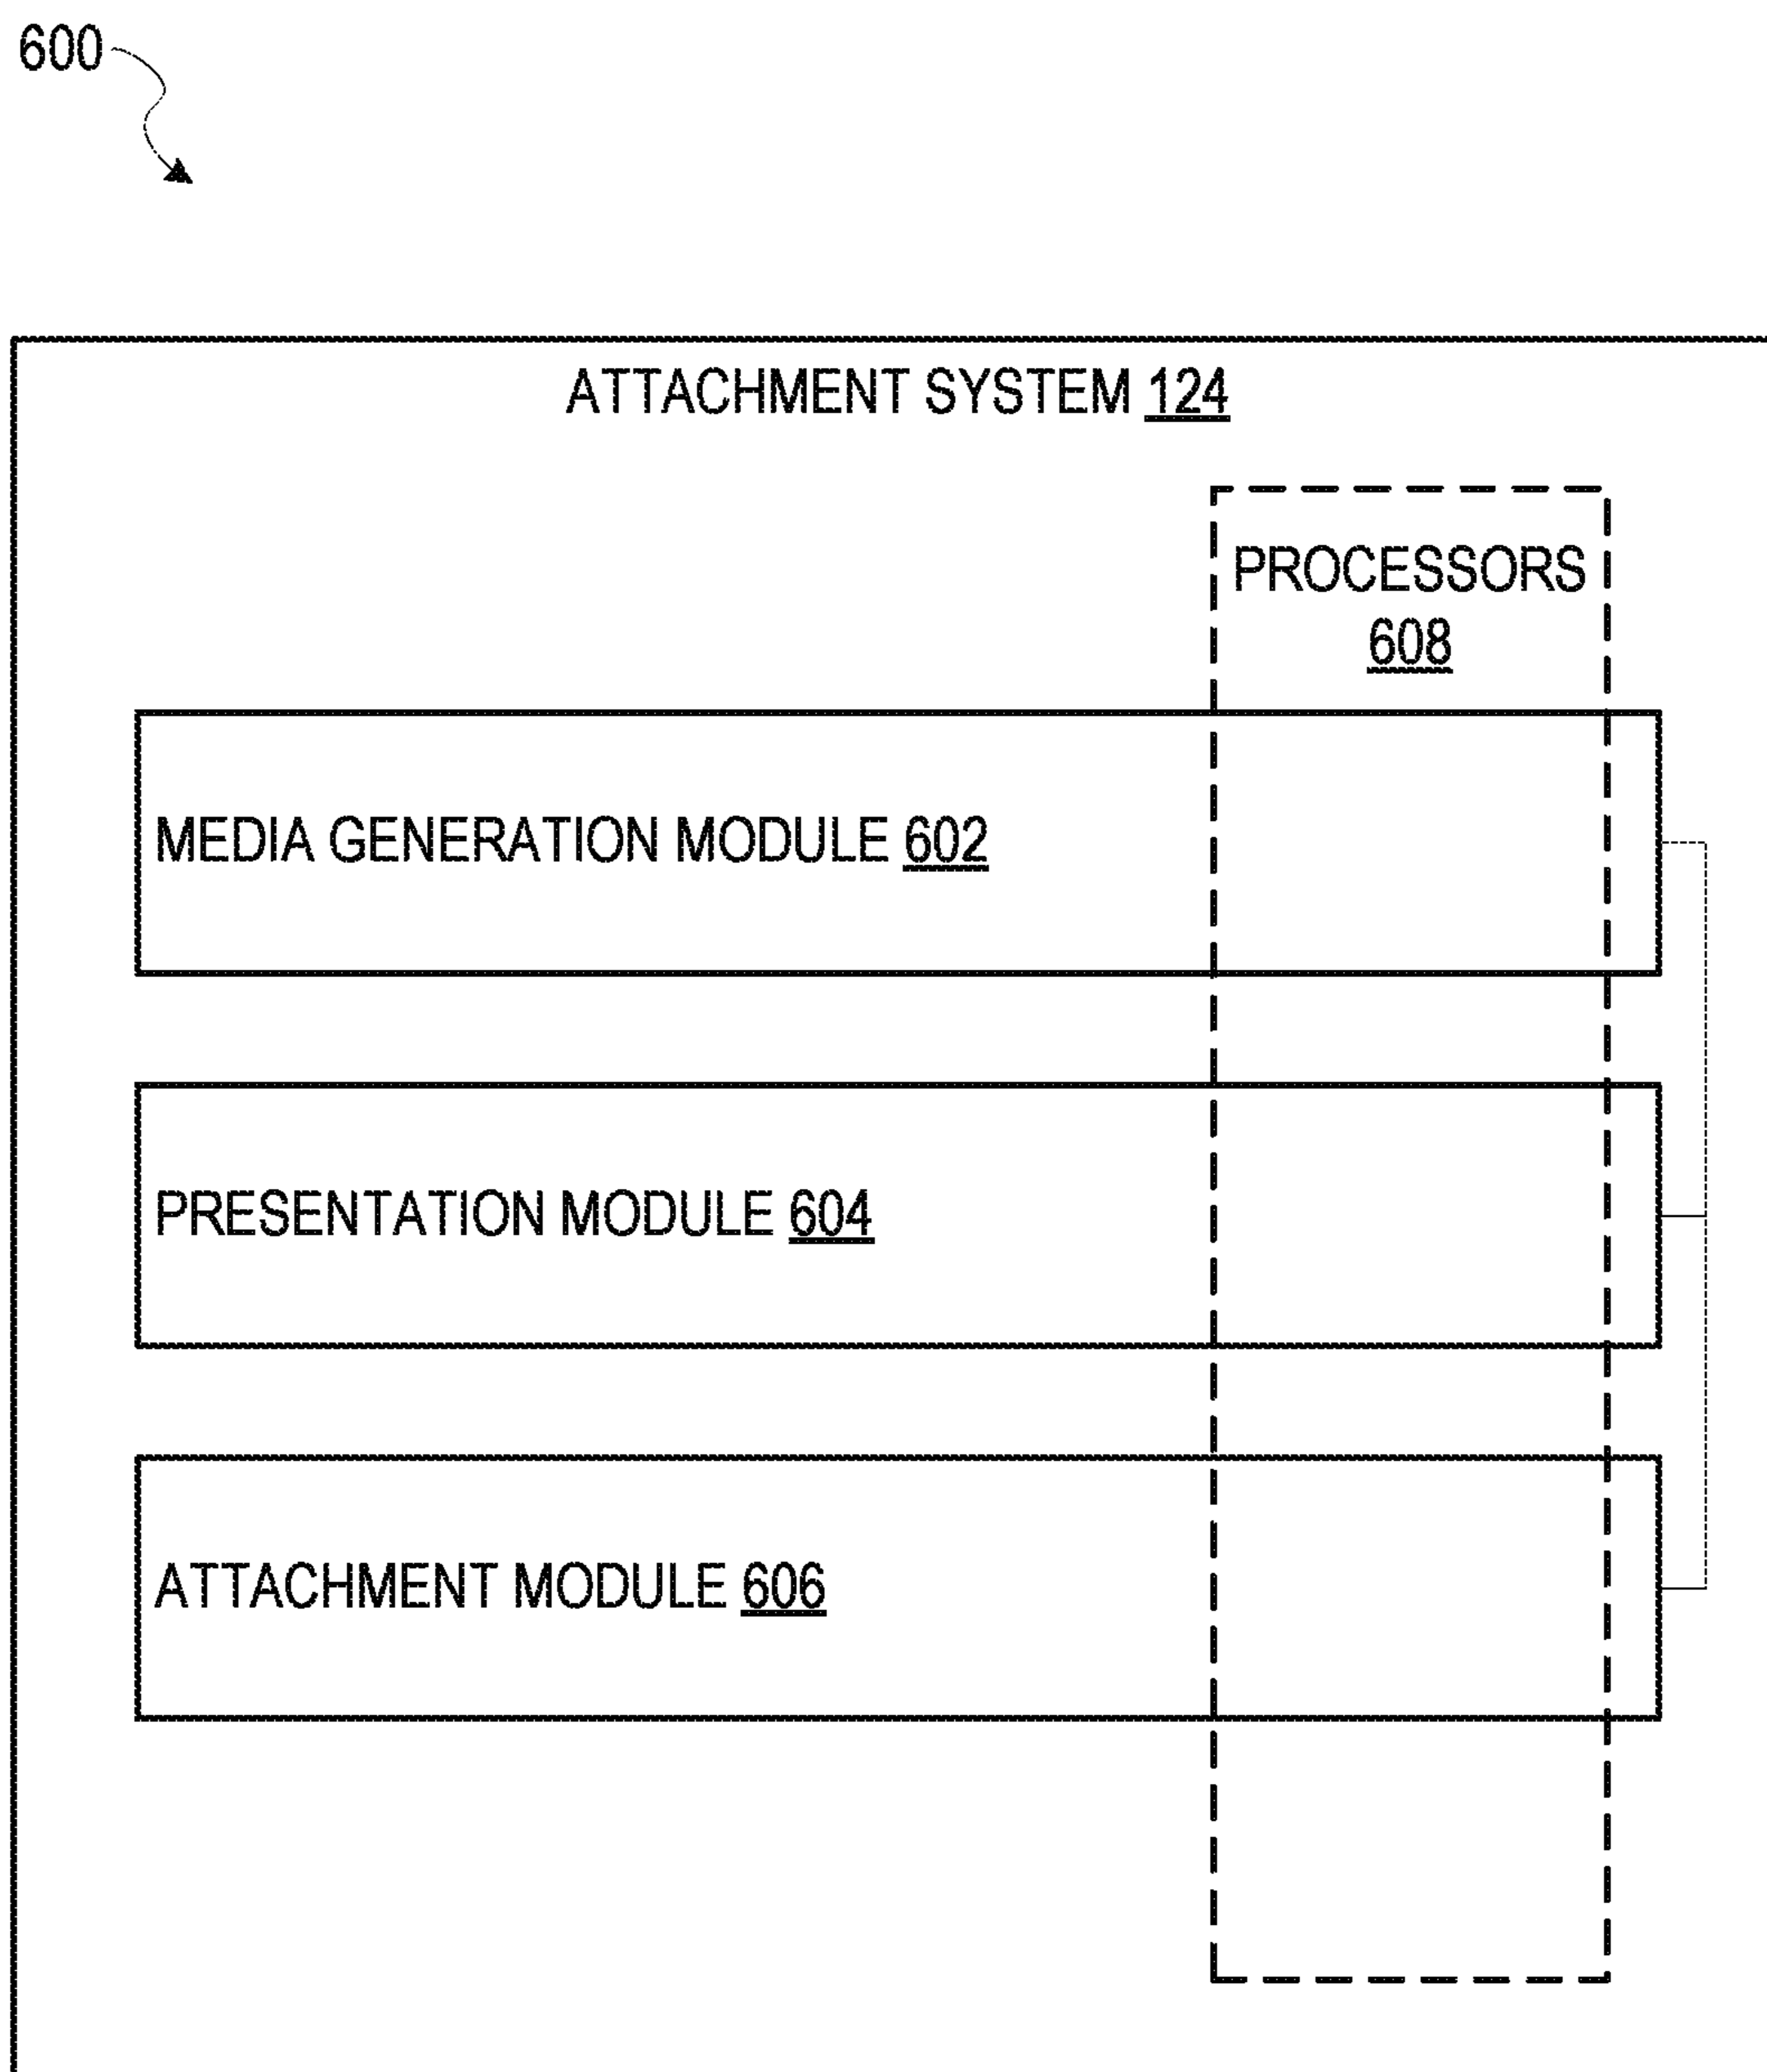 600
ATTACHMENT SYSTEM 124
PROCESSORS
608
MEDIA GENERATION MODULE 602
PRESENTATION MODULE 604
ATTACHMENT MODULE 606